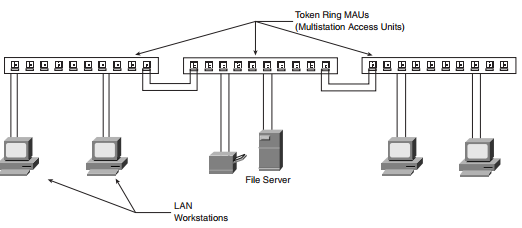 Token Ring MAUs
(Multistation Access Units)
File Server
LAN
Workstations